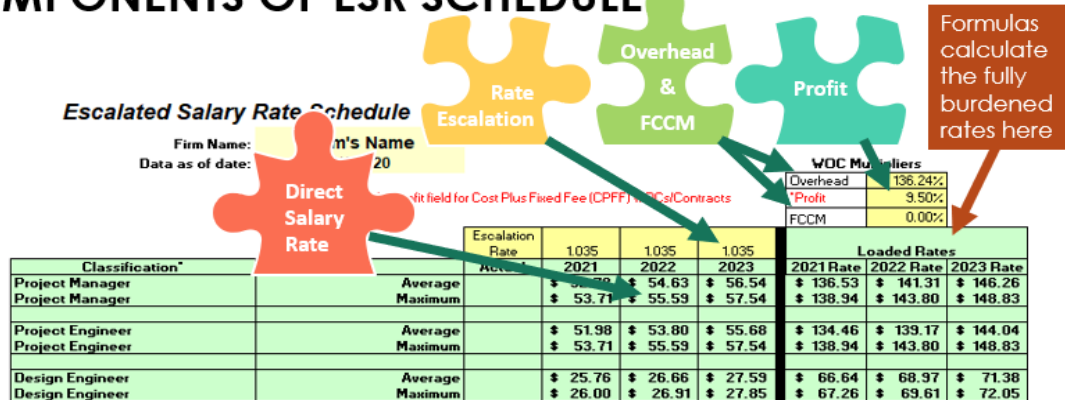 MPONENTS OF ESR SCHEDULE
Rate
Escalation
Overhead
&
FCCM
Profit
Formulas
calculate
the fully
burdened
rates here
Escalated Salary Rate Schedule
Firm Name: m's Name
Data as of date: 20
Direct
Salary
Rate
field for Cost Plus Fixed Fee (CPFF)
Overhead 136.24%
*Profit 9.50%
FCCM 0.00%
Escalation
Rate 1.035 1.035 1.035 Loaded Rates
Classification* 2021 2022 2023 2021 Rate 2022 Rate 2023 Rate
Project Manager Average $ $ 54.63 $ 56.54 $ 136.53 $ 141.31 $ 146.26
Project Manager Maximum $ 53.71 $ 55.59 $ 57.54 $ 138.94 $ 143.80 $ 148.83
Project Engineer Average $ 51.98 $ 53.80 $ 55.68 $ 134.46 $ 139.17 $ 144.04
Project Engineer Maximum $ 53.71 $ 55.59 $ 57.54 $ 138.94 $ 143.80 $ 148.83
Design Engineer Average $ 25.76 $ 26.66 $ 27.59 $ 66.64 $ 68.97 $ 71.38
Design Engineer Maximum $ 26.00 $ 26.91 $ 27.85 $ 67.26 $ 69.61 $ 72.05